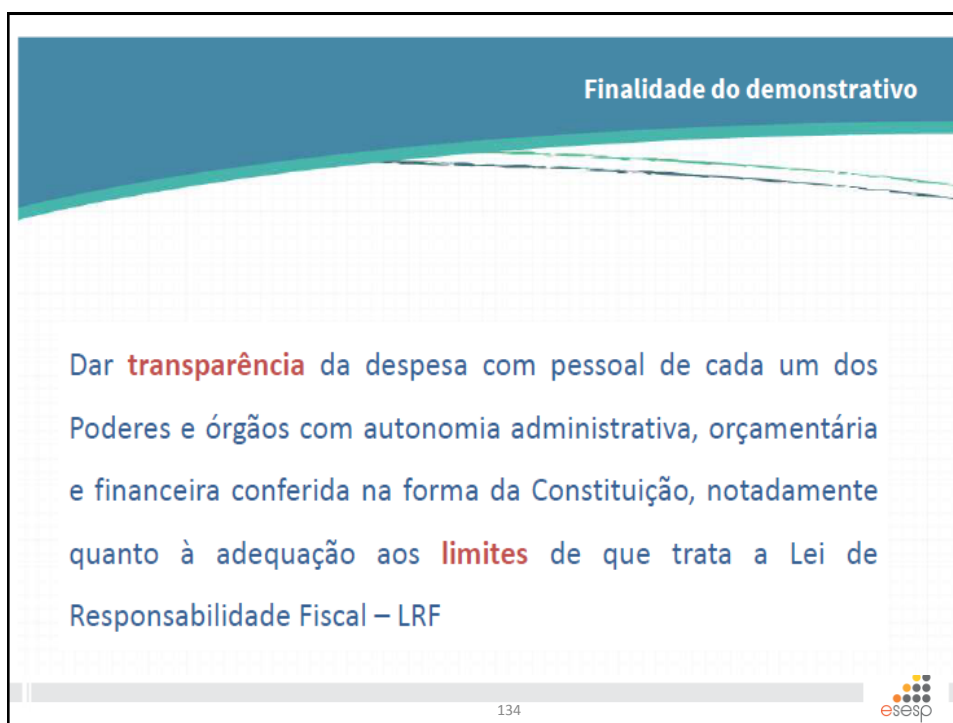 Finalidade do demonstrativo
Dar transparência da despesa com pessoal de cada um dos
Poderes e órgãos com autonomia administrativa, orçamentária
e financeira conferida na forma da Constituição, notadamente
quanto à adequação aos limites de que trata a Lei de
Responsabilidade Fiscal – LRF
134
esesp